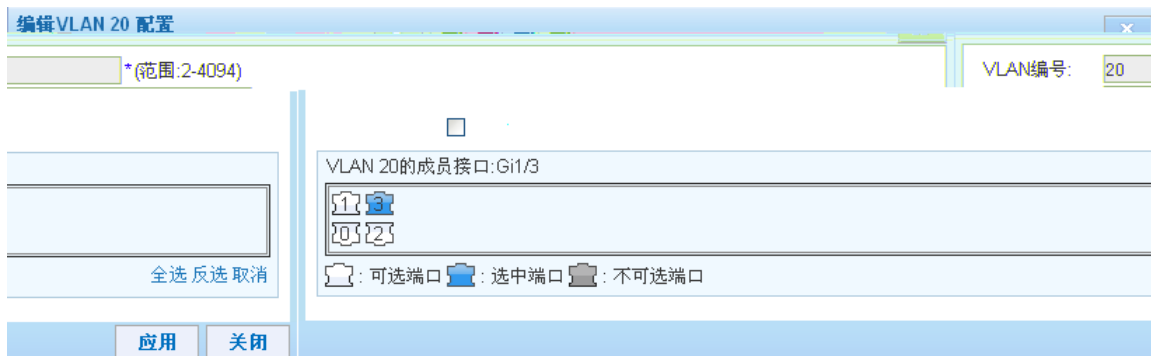 编辑VLAN 20 配置
*(范围:2-4094)
VLAN编号: 20
VLAN 20的成员接口:Gi1/3
1 3
0 2
全选 反选 取消
: 可选端口 : 选中端口 : 不可选端口
应用 关闭